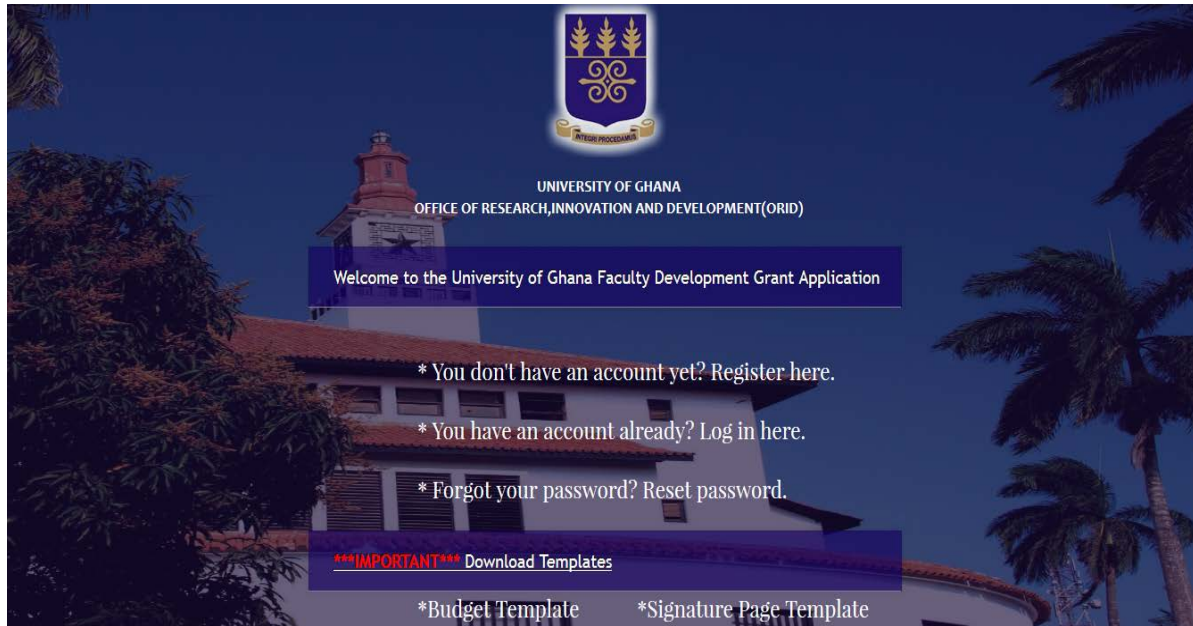 INTEGRI PROCEDAMUS
UNIVERSITY OF GHANA
OFFICE OF RESEARCH,INNOVATION AND DEVELOPMENT(ORID)
Welcome to the University of Ghana Faculty Development Grant Application
* You don't have an account yet? Register here.
* You have an account already? Log in here.
* Forgot your password? Reset password.
***IMPORTANT*** Download Templates
*Budget Template *Signature Page Template